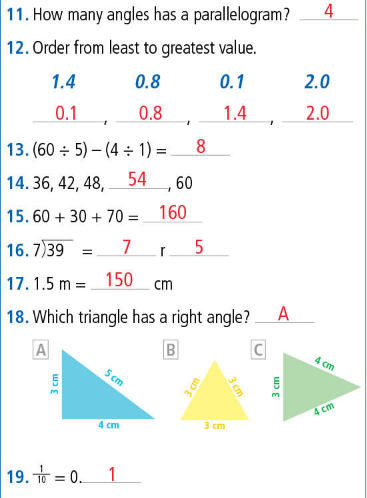 11. How many angles has a parallelogram? 4
12. Order from least to greatest value.
1.4 0.8 0.1 2.0
0.1 , 0.8 , 1.4 , 2.0
13. (60 ÷ 5) – (4 ÷ 1) = 8
14. 36, 42, 48, 54 , 60
15. 60 + 30 + 70 = 160
16. 7)39 = 7 r 5
17. 1.5 m = 150 cm
18. Which triangle has a right angle? A
A B C
3 cm 5 cm 4 cm
3 cm 3 cm 3 cm
3 cm 4 cm 4 cm
19. 1/10 = 0. 1